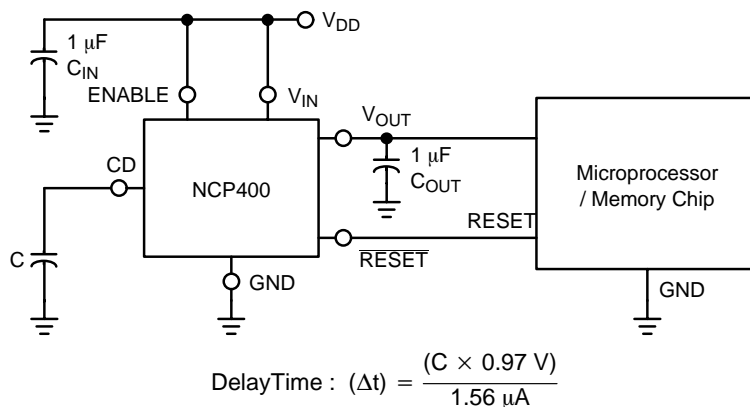 V_DD
1 μF
C_IN
ENABLE
V_IN
V_OUT
CD
NCP400
1 μF
C_OUT
Microprocessor
/ Memory Chip
C
RESET
R̅E̅S̅E̅T̅
GND
GND
DelayTime : (Δt) = (C × 0.97 V)
1.56 μA